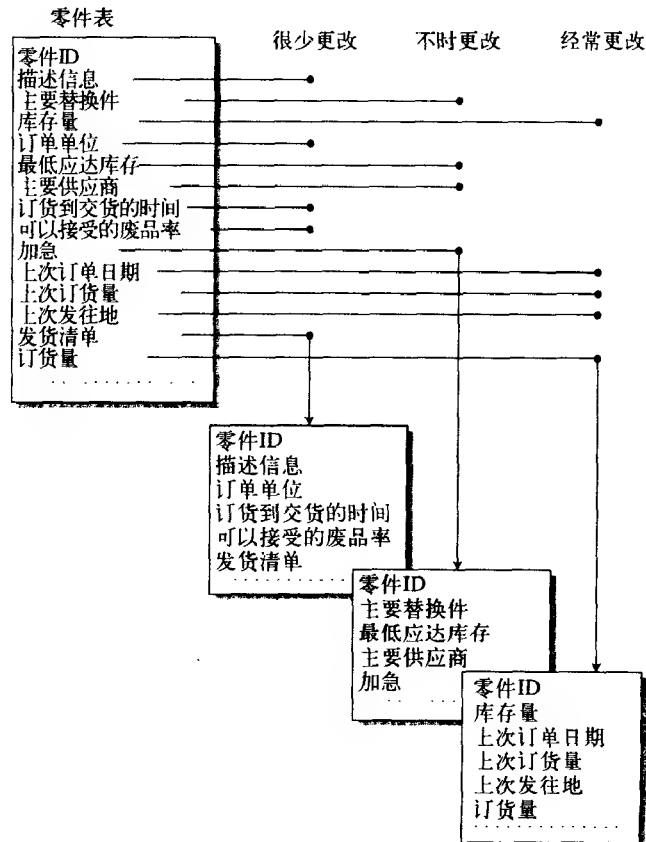 零件表
很少更改 不时更改 经常更改
零件ID
描述信息
主要替换件
库存量
订单单位
最低应达库存
主要供应商
订货到交货的时间
可以接受的废品率
加急
上次订单日期
上次订货量
上次发往地
发货清单
订货量
零件ID
描述信息
订单单位
订货到交货的时间
可以接受的废品率
发货清单
零件ID
主要替换件
最低应达库存
主要供应商
加急
零件ID
库存量
上次订单日期
上次订货量
上次发往地
订货量